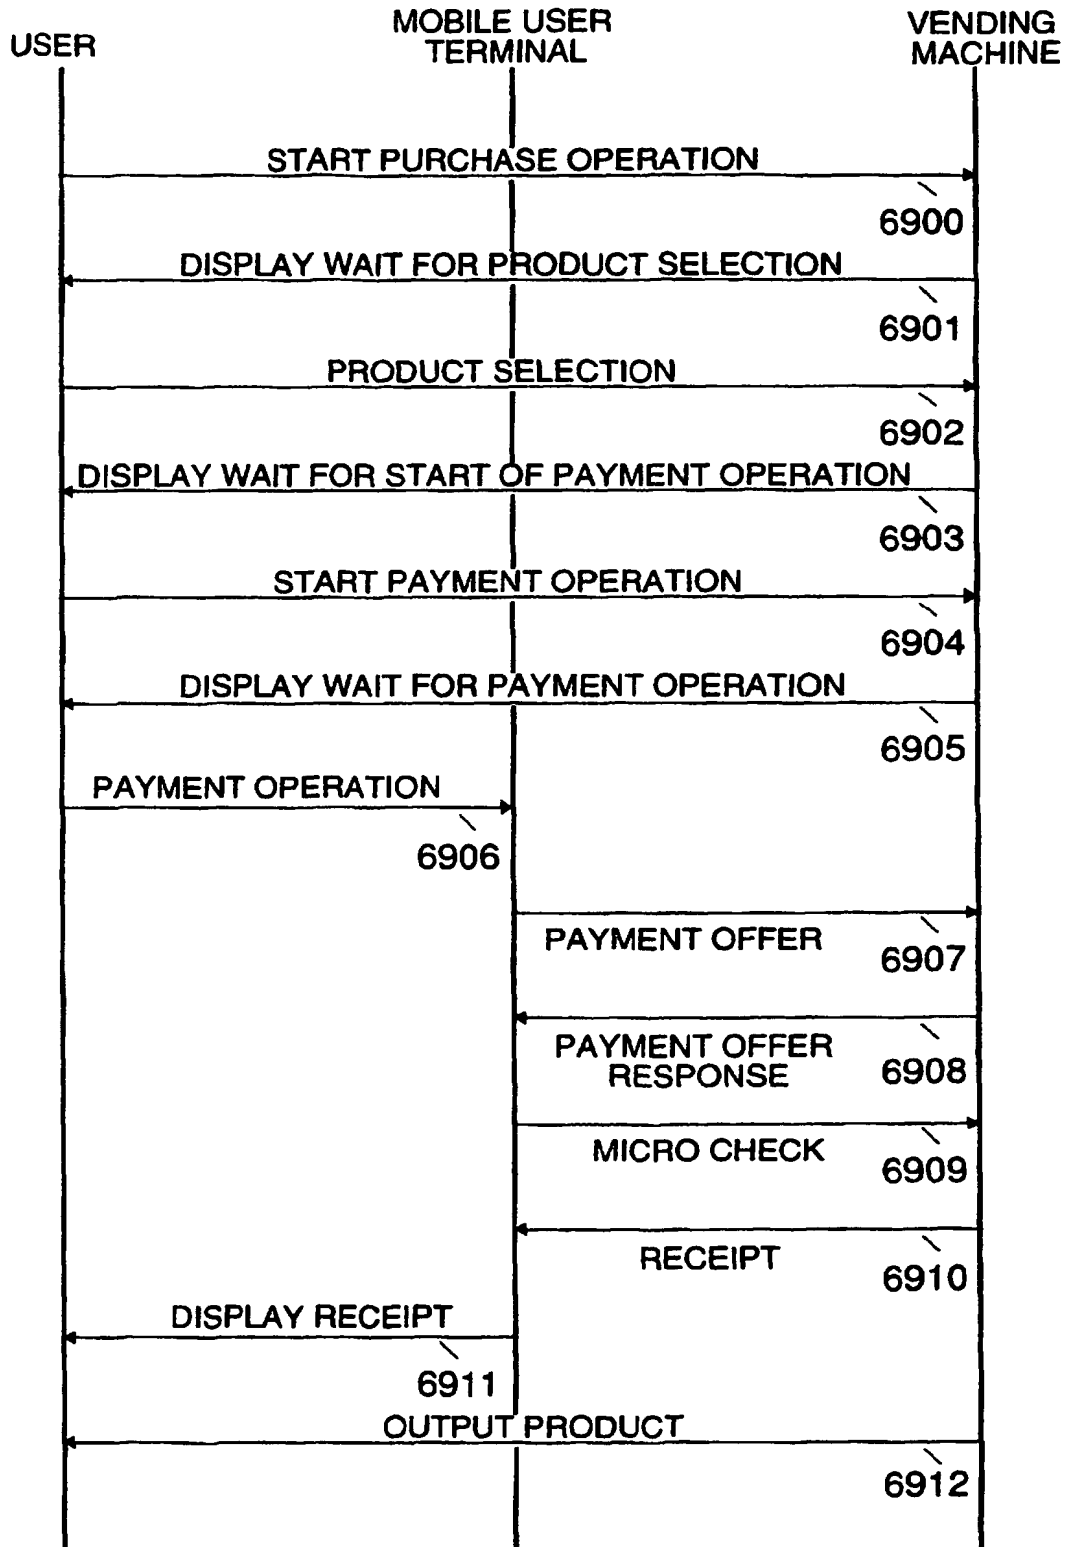 USER
MOBILE USER
TERMINAL
VENDING
MACHINE
START PURCHASE OPERATION
6900
DISPLAY WAIT FOR PRODUCT SELECTION
6901
PRODUCT SELECTION
6902
DISPLAY WAIT FOR START OF PAYMENT OPERATION
6903
START PAYMENT OPERATION
6904
DISPLAY WAIT FOR PAYMENT OPERATION
6905
PAYMENT OPERATION
6906
PAYMENT OFFER
6907
PAYMENT OFFER
RESPONSE
6908
MICRO CHECK
6909
RECEIPT
6910
DISPLAY RECEIPT
6911
OUTPUT PRODUCT
6912